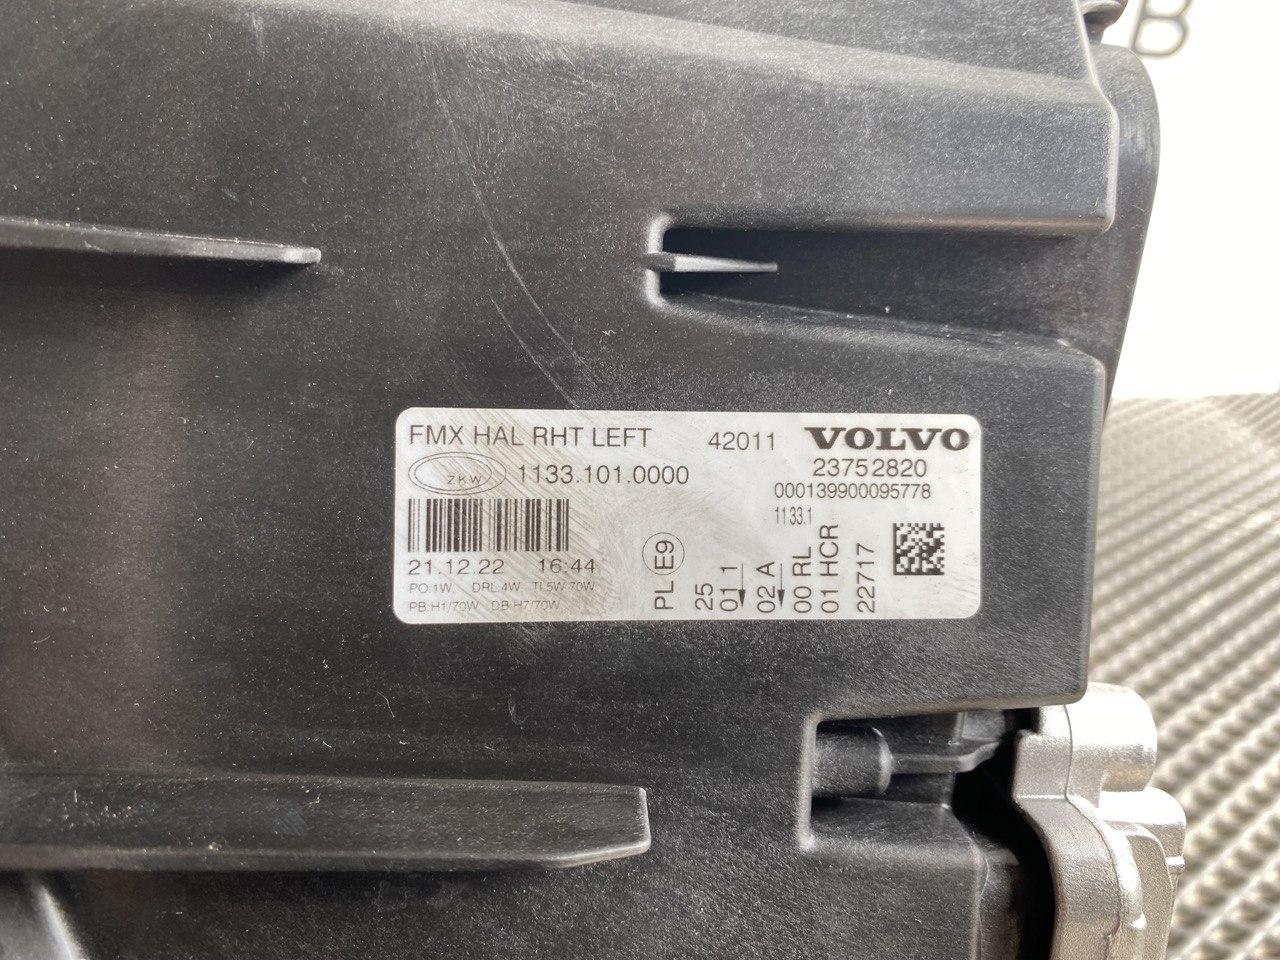 B
FMX HAL RHT LEFT 42011 VOLVO
ZKW 1133.101.0000 23752820
000139900095778
1133.1
21.12.22 16:44
PO:1W DRL:4W TI:5W 70W
PB:H1/70W DB:H7/70W
PL E9
25
01 1
02 A
00 RL
01 HCR
22717